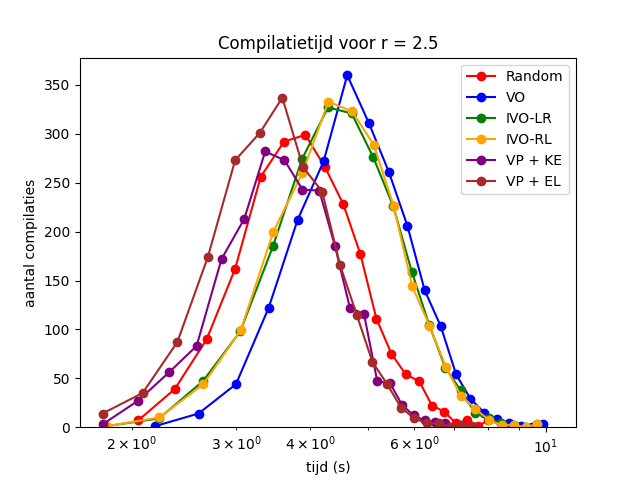 Compilatietijd voor r = 2.5
aantal compilaties
350
300
250
200
150
100
50
0
Random
VO
IVO-LR
IVO-RL
VP + KE
VP + EL
2 × 10⁰
3 × 10⁰
4 × 10⁰
6 × 10⁰
10¹
tijd (s)